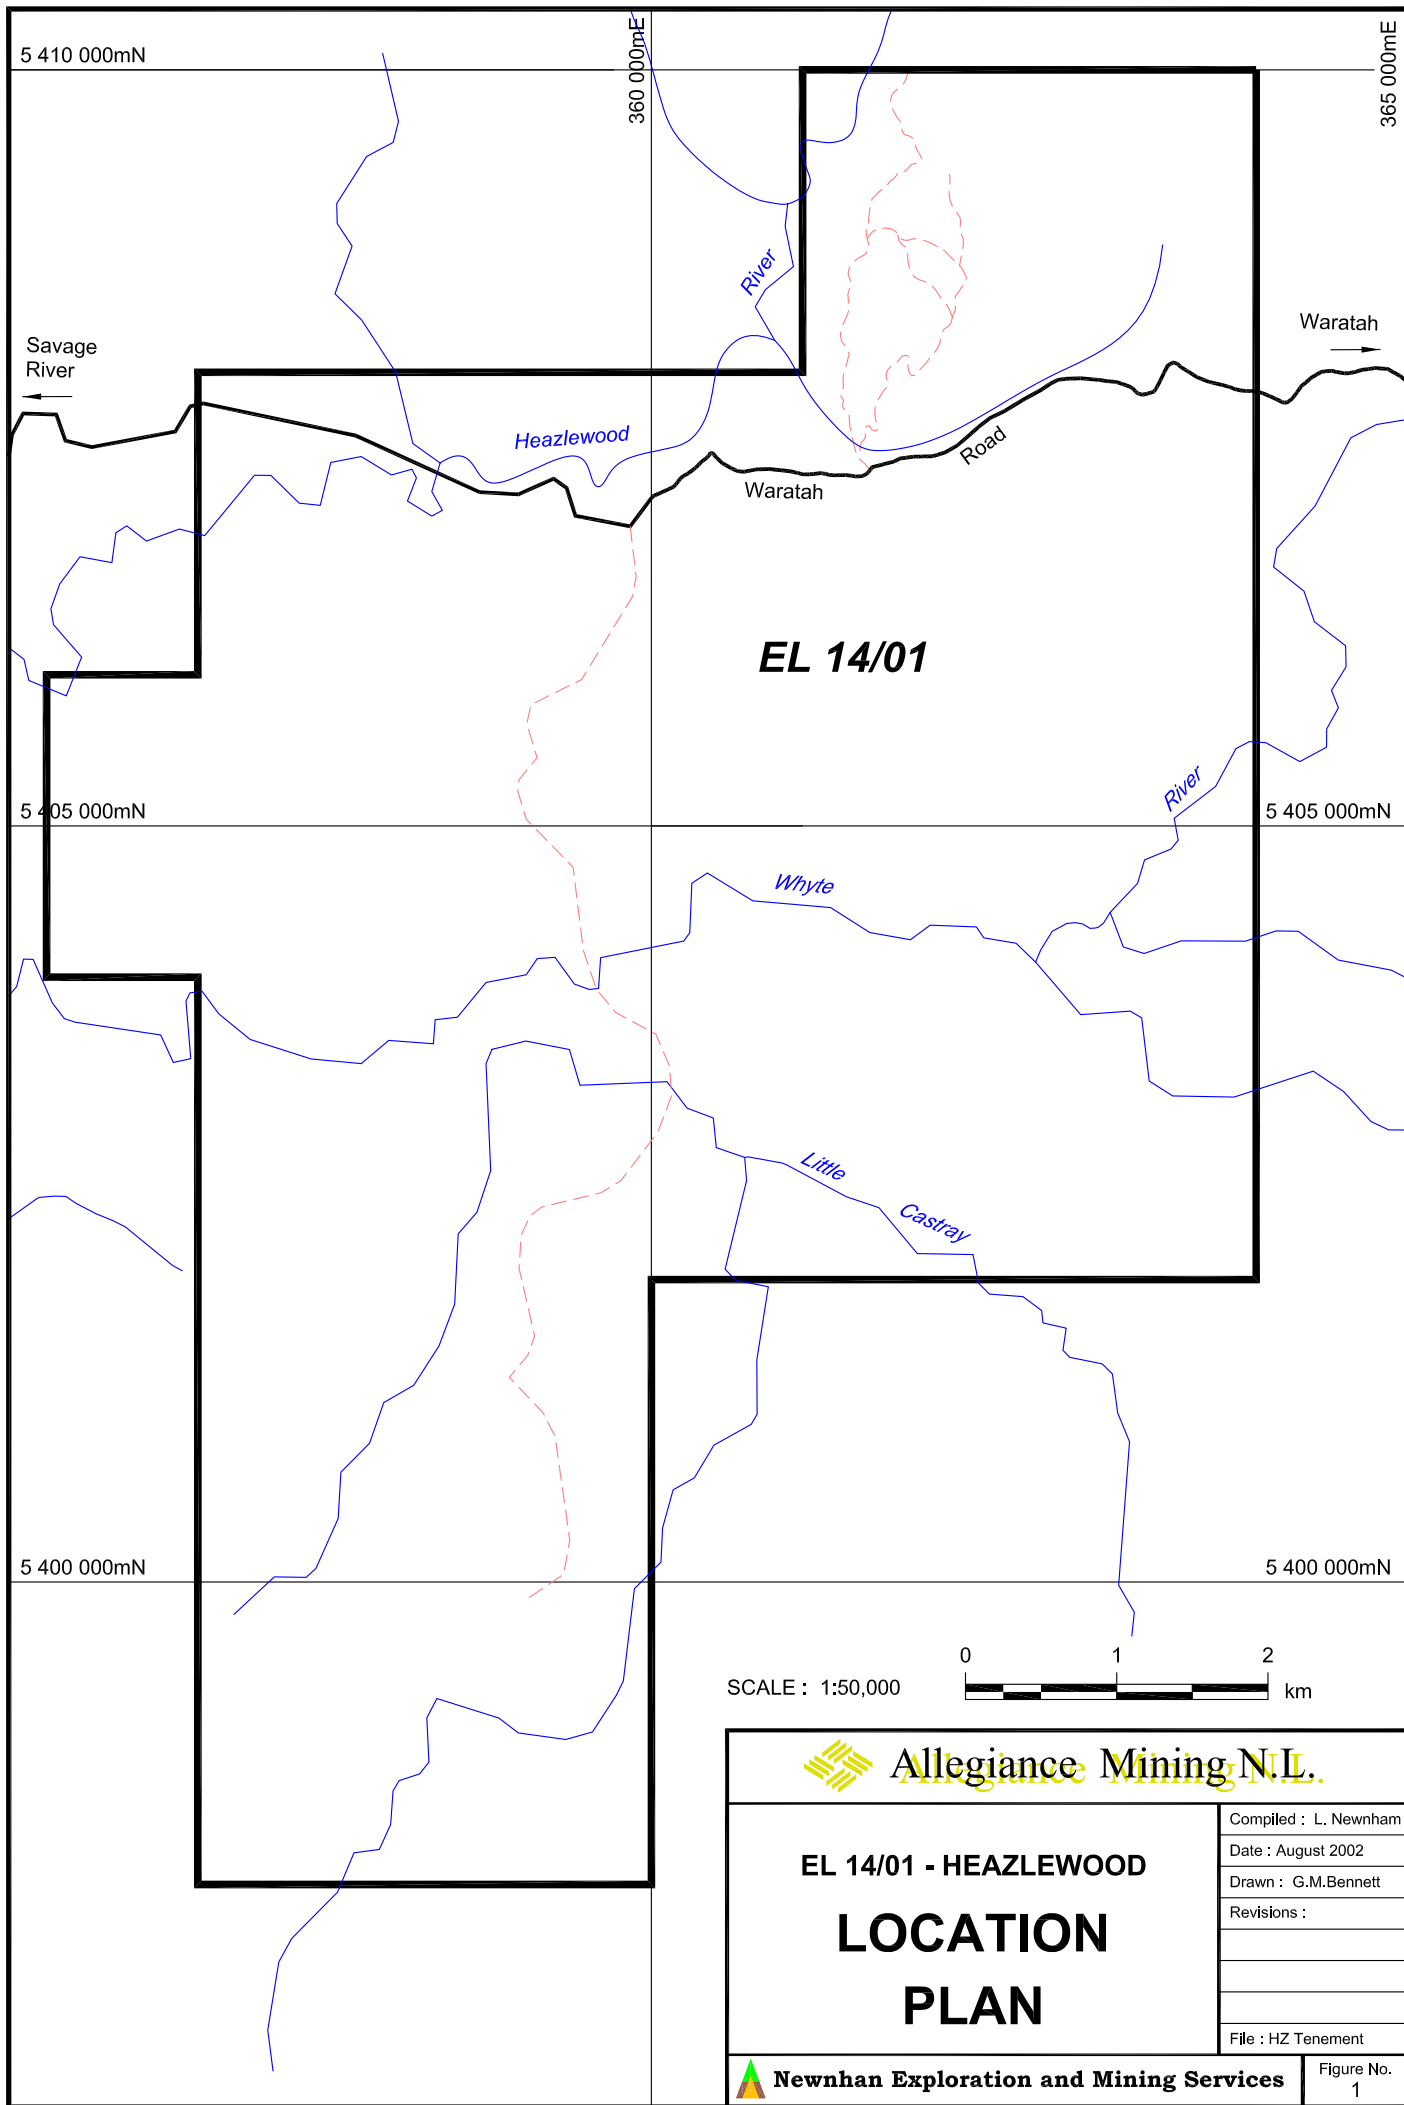 5 410 000mN
360 000mE
365 000mE
River
Savage
River
Waratah
Heazlewood
Road
Waratah
EL 14/01
River
5 405 000mN
5 405 000mN
Whyte
Little
Castray
5 400 000mN
5 400 000mN
0 1 2
SCALE : 1:50,000
km
Allegiance Mining N.L.
EL 14/01 - HEAZLEWOOD
LOCATION
PLAN
Compiled : L. Newnham
Date : August 2002
Drawn : G.M.Bennett
Revisions :
File : HZ Tenement
Newnhan Exploration and Mining Services
Figure No.
1